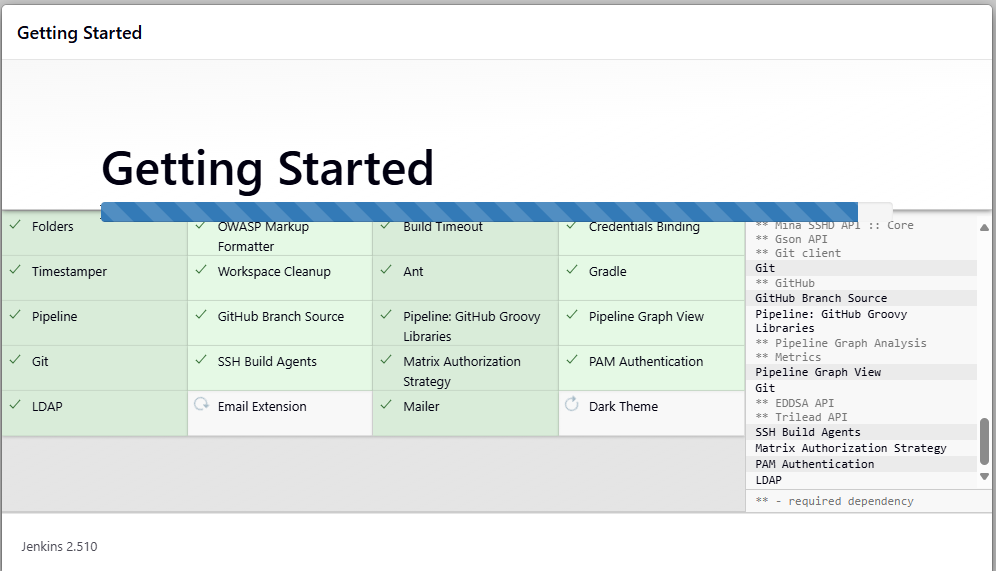 Getting Started
Getting Started
Folders
OWASP Markup
Formatter
Build Timeout
Credentials Binding
Timestamper
Workspace Cleanup
Ant
Gradle
Pipeline
GitHub Branch Source
Pipeline: GitHub Groovy
Libraries
Pipeline Graph View
Git
SSH Build Agents
Matrix Authorization
Strategy
PAM Authentication
LDAP
Email Extension
Mailer
Dark Theme
** Mina SSHD API :: Core
** Gson API
** Git client
Git
** GitHub
GitHub Branch Source
Pipeline: GitHub Groovy
Libraries
** Pipeline Graph Analysis
** Metrics
Pipeline Graph View
Git
** EDDSA API
** Trilead API
SSH Build Agents
Matrix Authorization Strategy
PAM Authentication
LDAP
** - required dependency
Jenkins 2.510